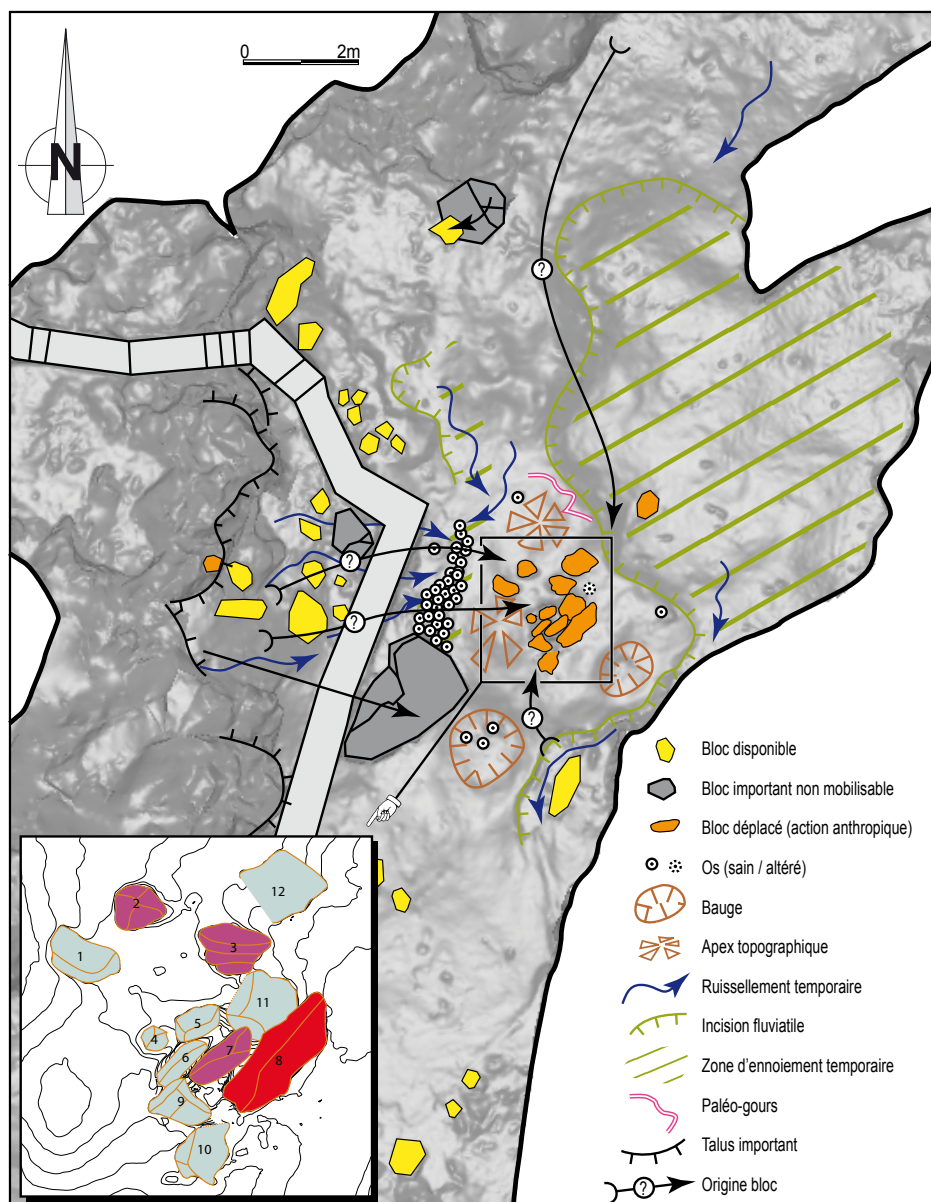 0 2m
N
?
?
?
?
Bloc disponible
Bloc important non mobilisable
Bloc déplacé (action anthropique)
Os (sain / altéré)
Bauge
Apex topographique
Ruissellement temporaire
Incision fluviatile
Zone d'ennoiement temporaire
Paléo-gours
Talus important
? Origine bloc
12
2
1
3
11
5
4
7
6
8
9
10